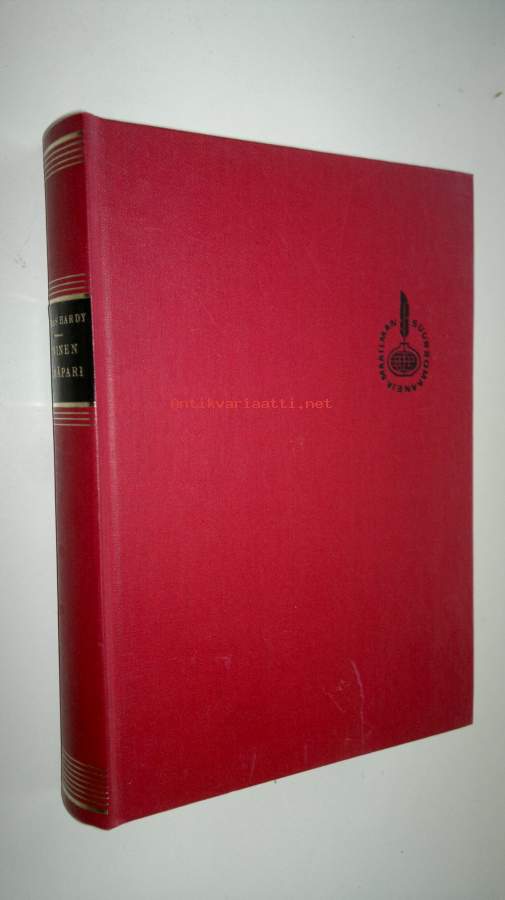 HARDY
INEN
ÄPARI
MAAILMAN SUURROMAANEJA
Antikvariaatti.net